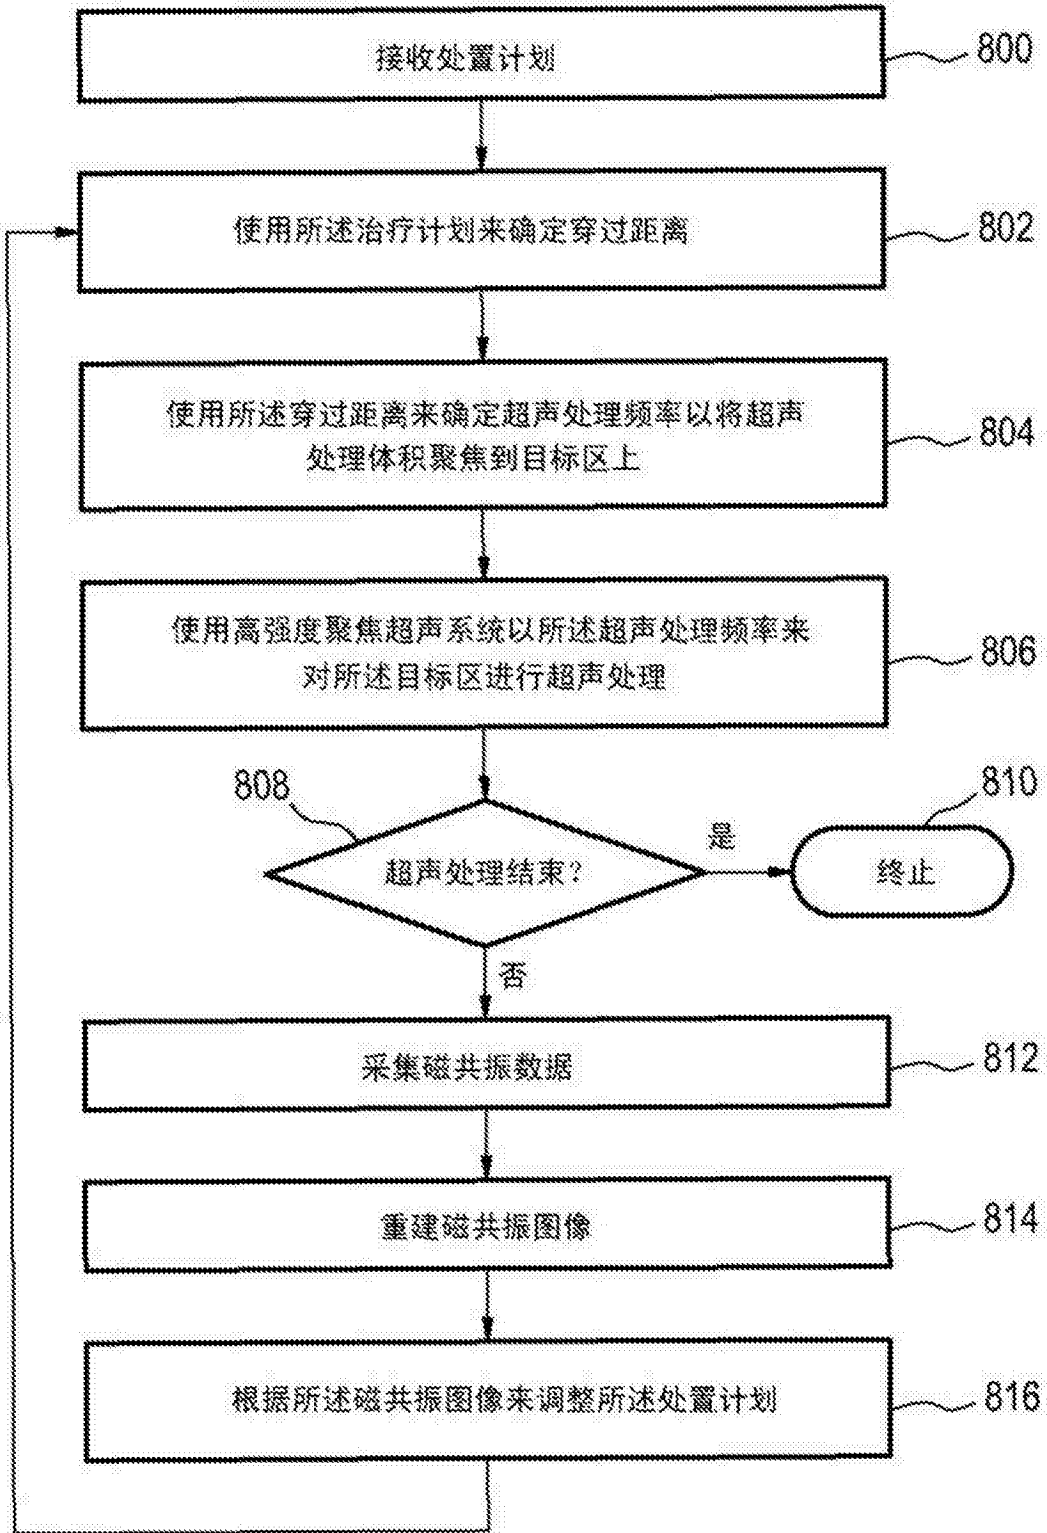 接收处置计划
800
使用所述治疗计划来确定穿过距离
802
使用所述穿过距离来确定超声处理频率以将超声
处理体积聚焦到目标区上
804
使用高强度聚焦超声系统以所述超声处理频率来
对所述目标区进行超声处理
806
808
超声处理结束？
是
810
终止
否
采集磁共振数据
812
重建磁共振图像
814
根据所述磁共振图像来调整所述处置计划
816